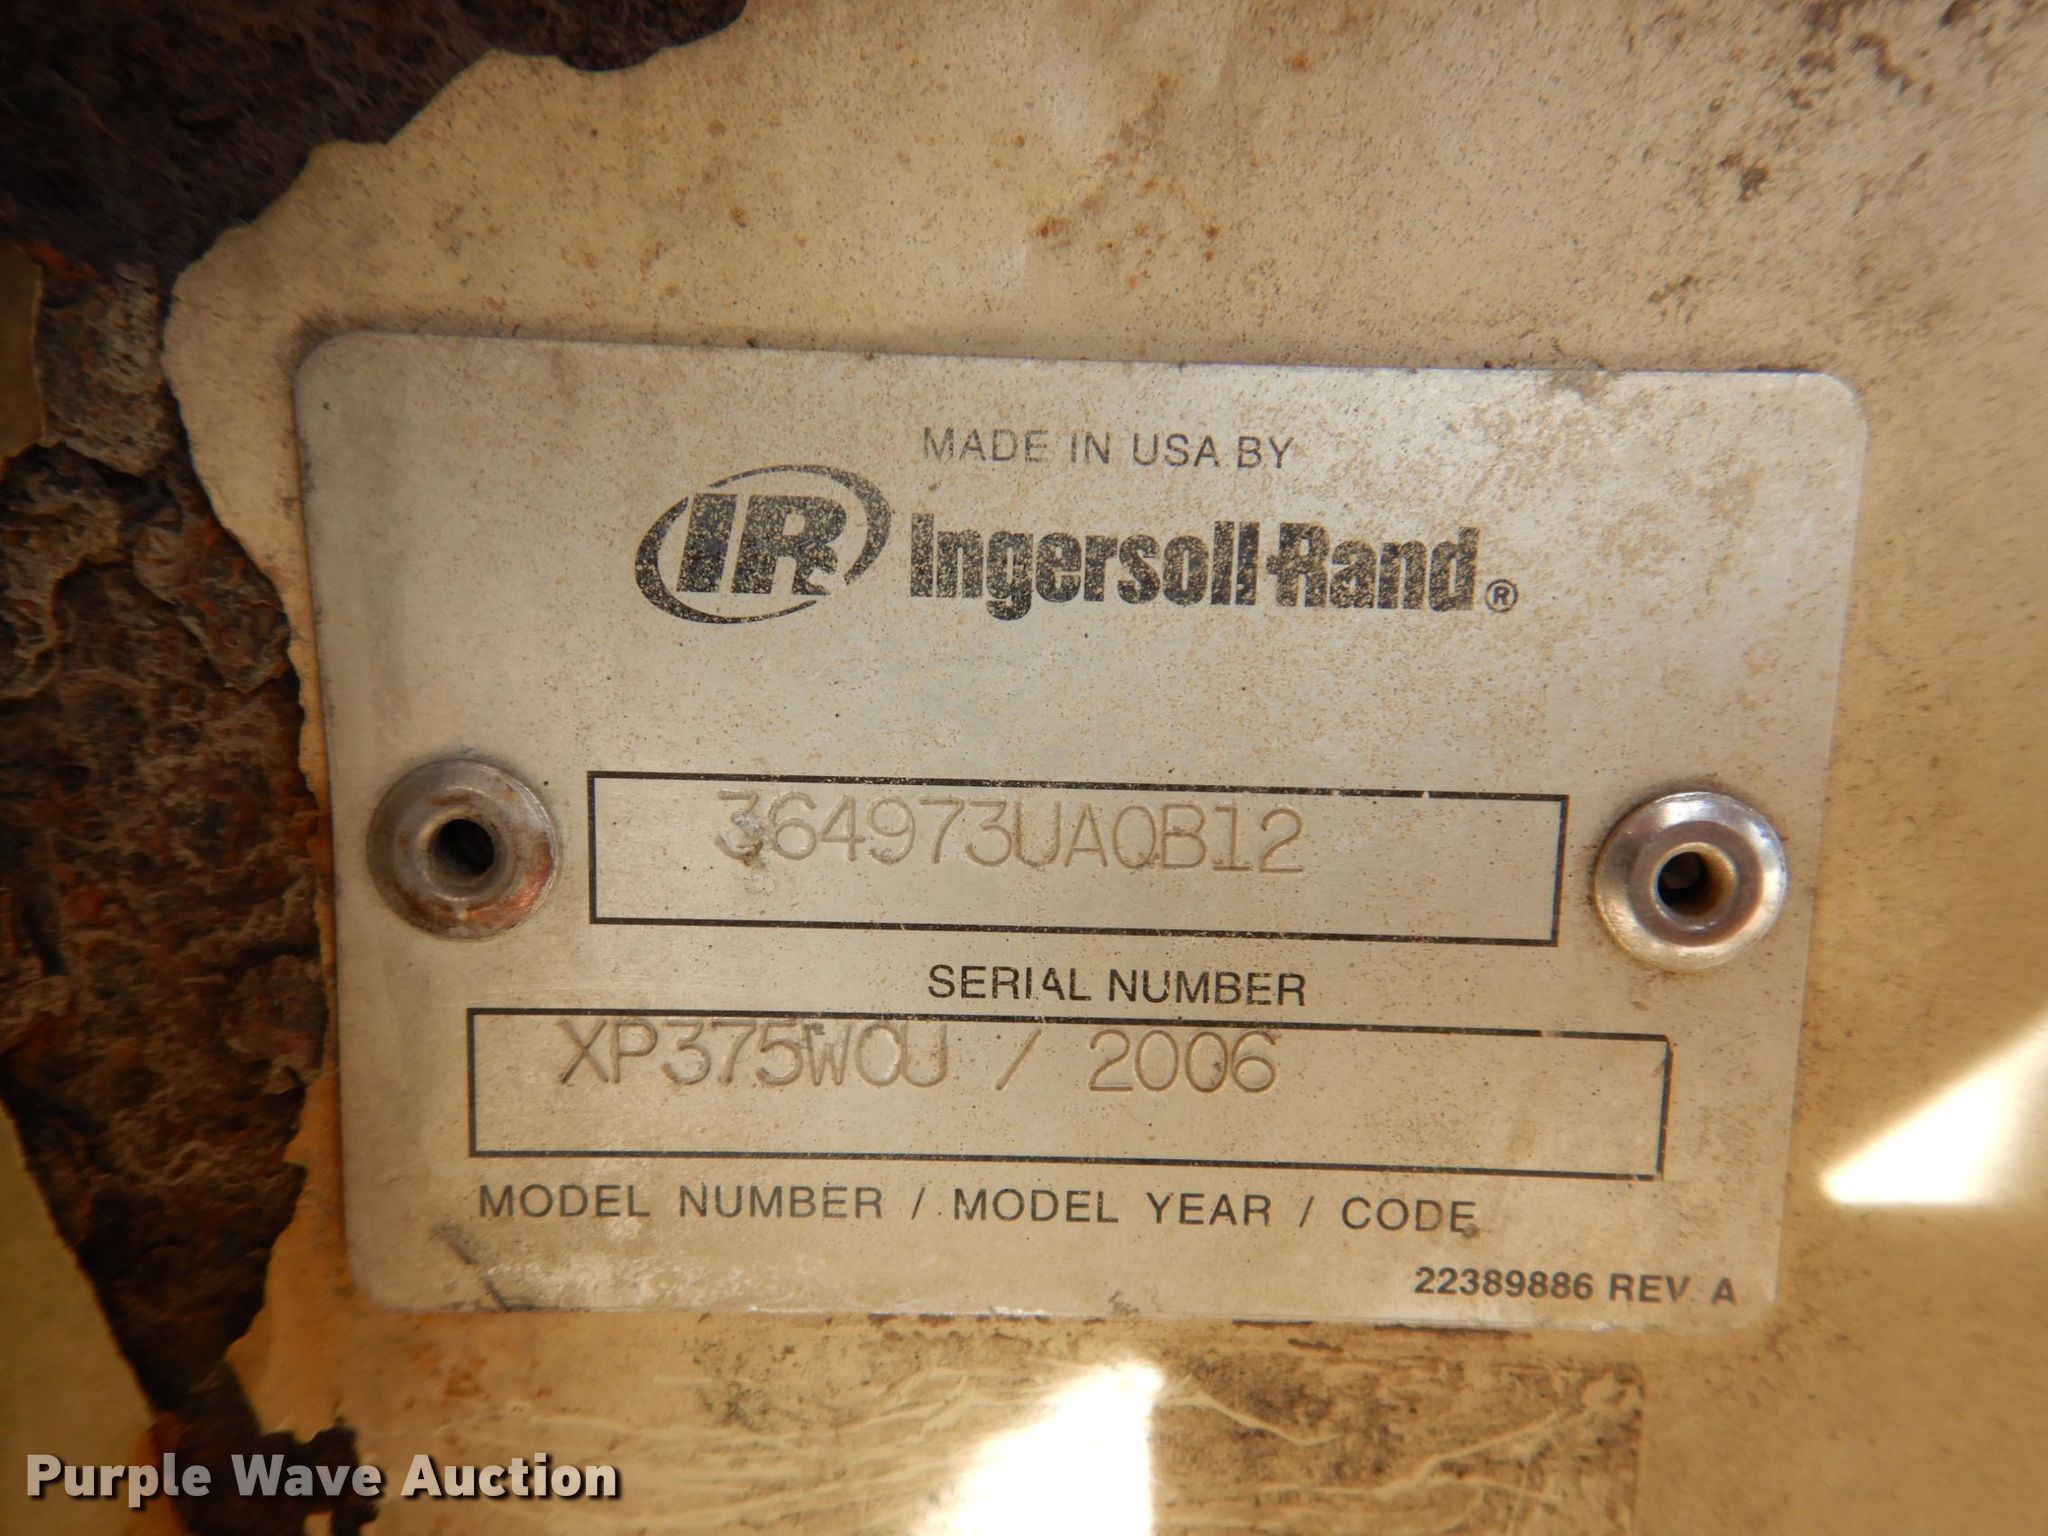 MADE IN USA BY
IR Ingersoll-Rand®
364973UAQB12
SERIAL NUMBER
XP375WCU / 2006
MODEL NUMBER / MODEL YEAR / CODE
22389886 REV A
Purple Wave Auction